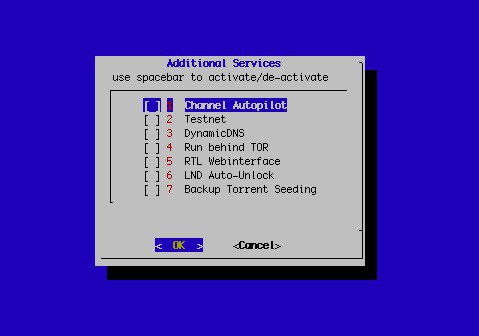 Additional Services
use spacebar to activate/de-activate
[ ] 1 Channel Autopilot
[ ] 2 Testnet
[ ] 3 DynamicDNS
[ ] 4 Run behind TOR
[ ] 5 RTL Webinterface
[ ] 6 LND Auto-Unlock
[ ] 7 Backup Torrent Seeding
< OK > <Cancel>